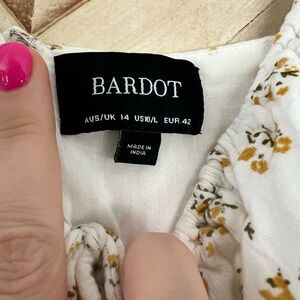 BARDOT
AUS/UK 14 US10/L EUR 42
MADE IN
INDIA